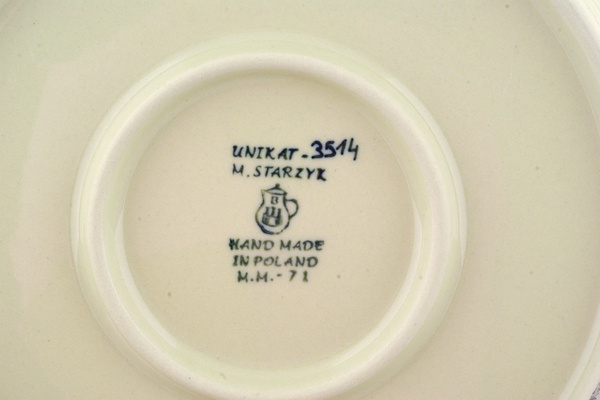 UNIKAT-3514
M. STARZYK
B
HAND MADE
IN POLAND
M.M.-71